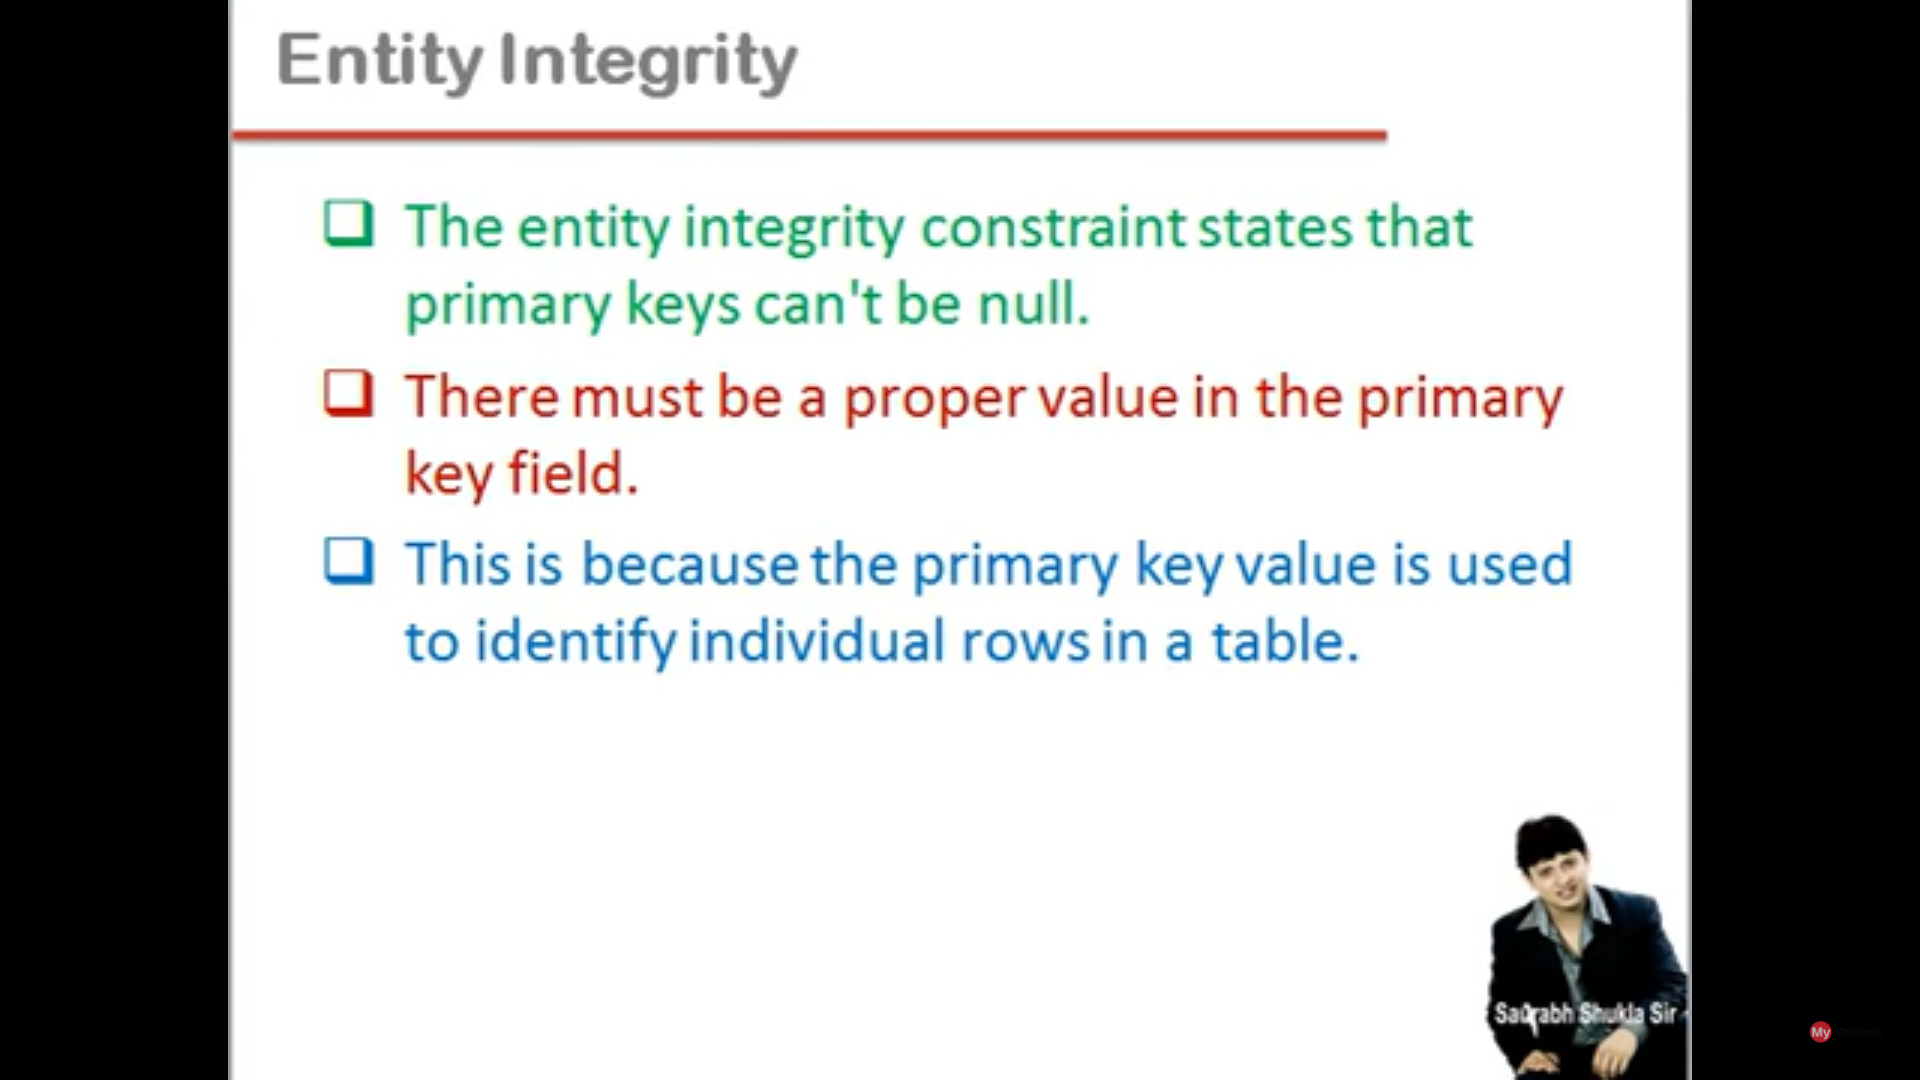 Entity Integrity
The entity integrity constraint states that
primary keys can't be null.
There must be a proper value in the primary
key field.
This is because the primary key value is used
to identify individual rows in a table.
Saurabh Shukla Sir
My